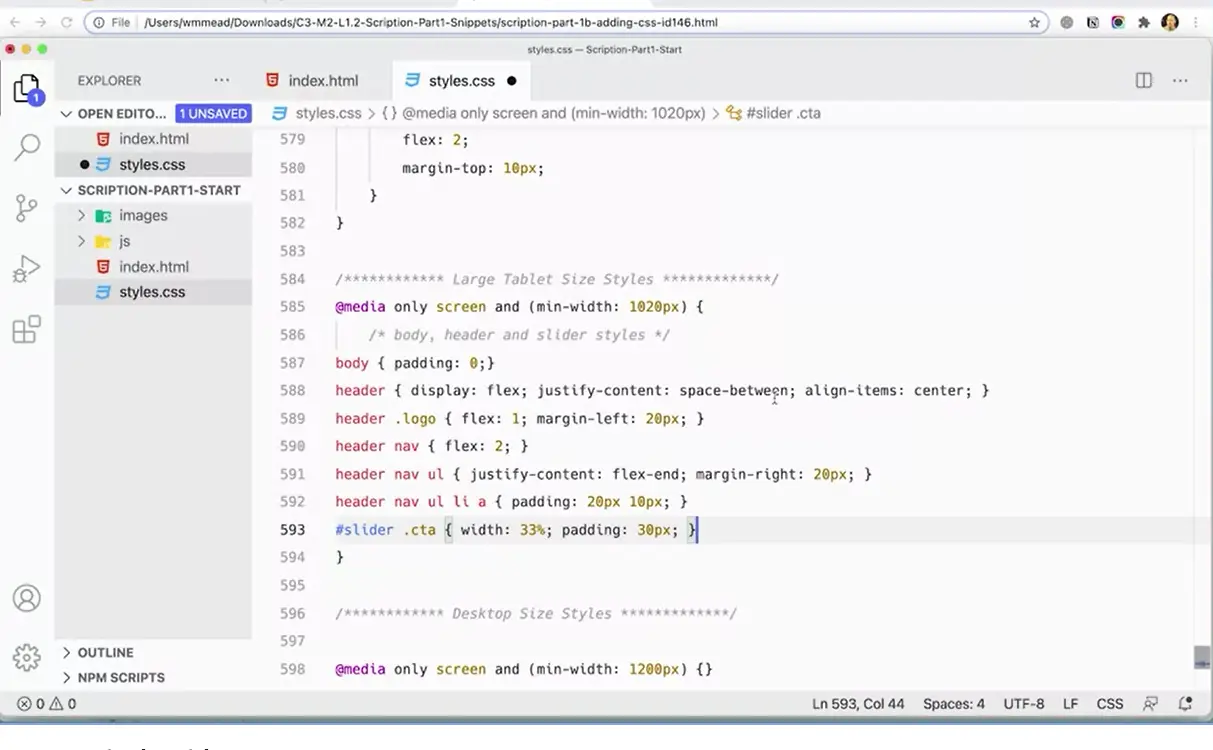 File /Users/wmmead/Downloads/C3-M2-L1.2-Scription-Part1-Snippets/scription-part-1b-adding-css-id146.html
styles.css — Scription-Part1-Start
EXPLORER
index.html
styles.css
OPEN EDITO... 1 UNSAVED
styles.css > { } @media only screen and (min-width: 1020px) > #slider .cta
1
index.html
styles.css
SCRIPTION-PART1-START
images
js
index.html
styles.css
579 flex: 2;
580 margin-top: 10px;
581 }
582 }
583
584 /************ Large Tablet Size Styles *************/
585 @media only screen and (min-width: 1020px) {
586 /* body, header and slider styles */
587 body { padding: 0;}
588 header { display: flex; justify-content: space-between; align-items: center; }
589 header .logo { flex: 1; margin-left: 20px; }
590 header nav { flex: 2; }
591 header nav ul { justify-content: flex-end; margin-right: 20px; }
592 header nav ul li a { padding: 20px 10px; }
593 #slider .cta { width: 33%; padding: 30px; }
594 }
595
596 /************ Desktop Size Styles *************/
597
598 @media only screen and (min-width: 1200px) {}
OUTLINE
NPM SCRIPTS
0 0
Ln 593, Col 44 Spaces: 4 UTF-8 LF CSS